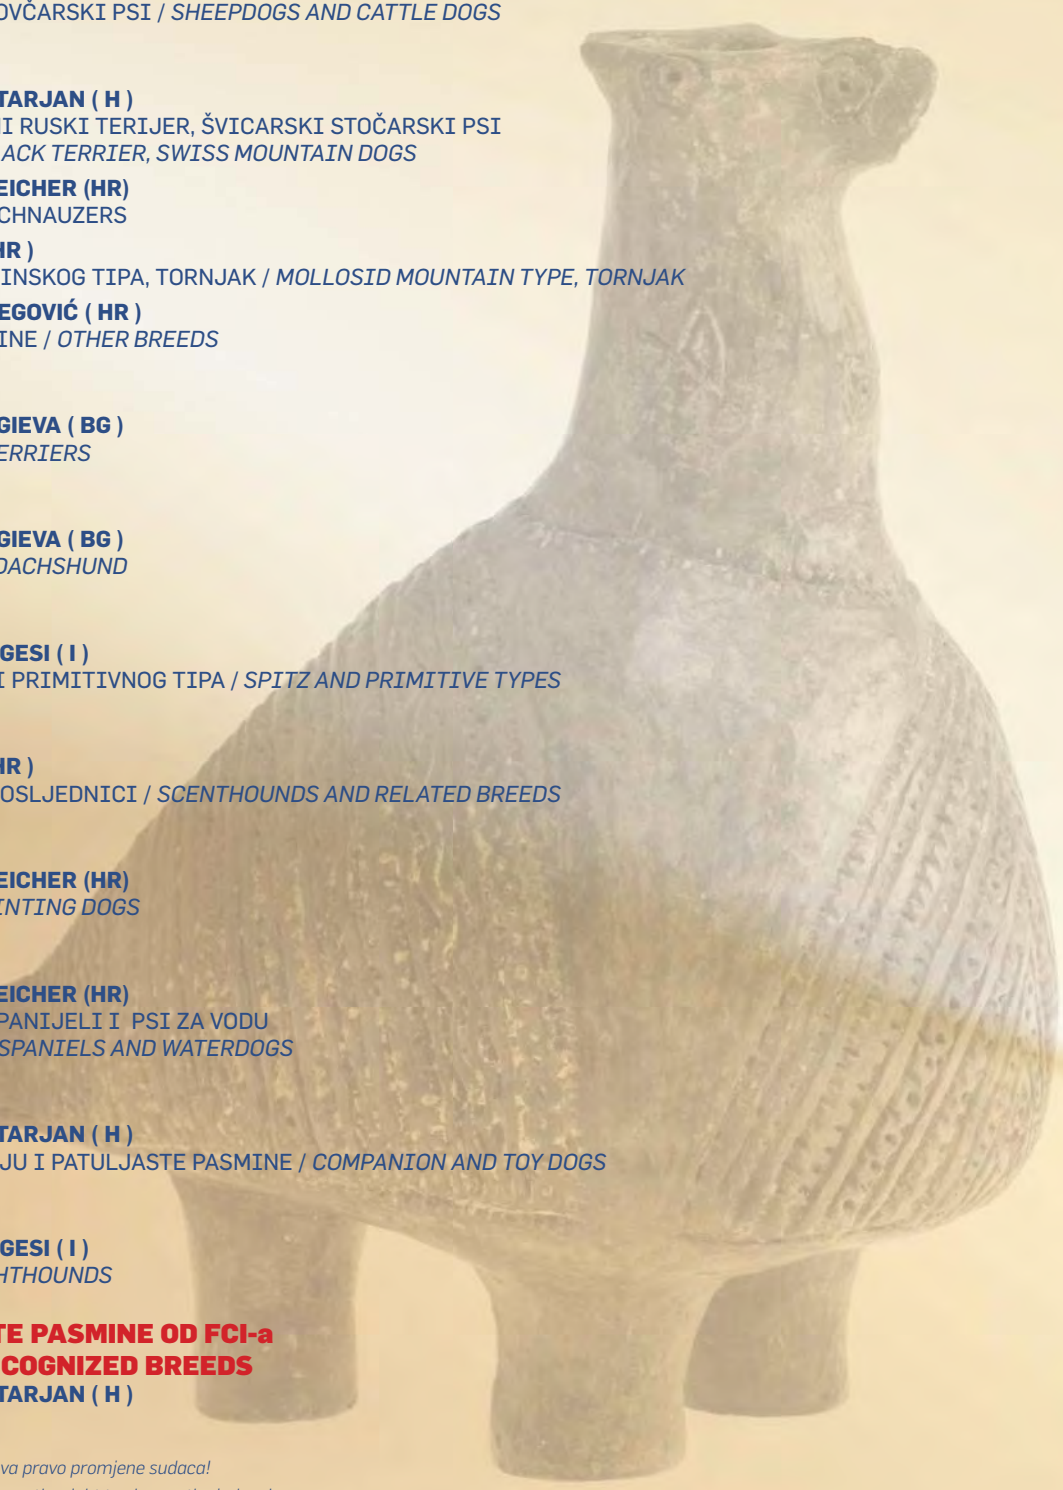 OVČARSKI PSI / SHEEPDOGS AND CATTLE DOGS
TARJAN ( H )
NI RUSKI TERIJER, ŠVICARSKI STOČARSKI PSI
ACK TERRIER, SWISS MOUNTAIN DOGS
EICHER (HR)
CHNAUZERS
HR )
INSKOG TIPA, TORNJAK / MOLLOSID MOUNTAIN TYPE, TORNJAK
EGOVIĆ ( HR )
INE / OTHER BREEDS
GIEVA ( BG )
ERRIERS
GIEVA ( BG )
DACHSHUND
GESI ( I )
I PRIMITIVNOG TIPA / SPITZ AND PRIMITIVE TYPES
HR )
OSLJEDNICI / SCENTHOUNDS AND RELATED BREEDS
EICHER (HR)
INTING DOGS
EICHER (HR)
PANIJELI I PSI ZA VODU
SPANIELS AND WATERDOGS
TARJAN ( H )
JU I PATULJASTE PASMINE / COMPANION AND TOY DOGS
GESI ( I )
HTHOUNDS
TE PASMINE OD FCI-a
COGNIZED BREEDS
TARJAN ( H )
va pravo promjene sudaca!